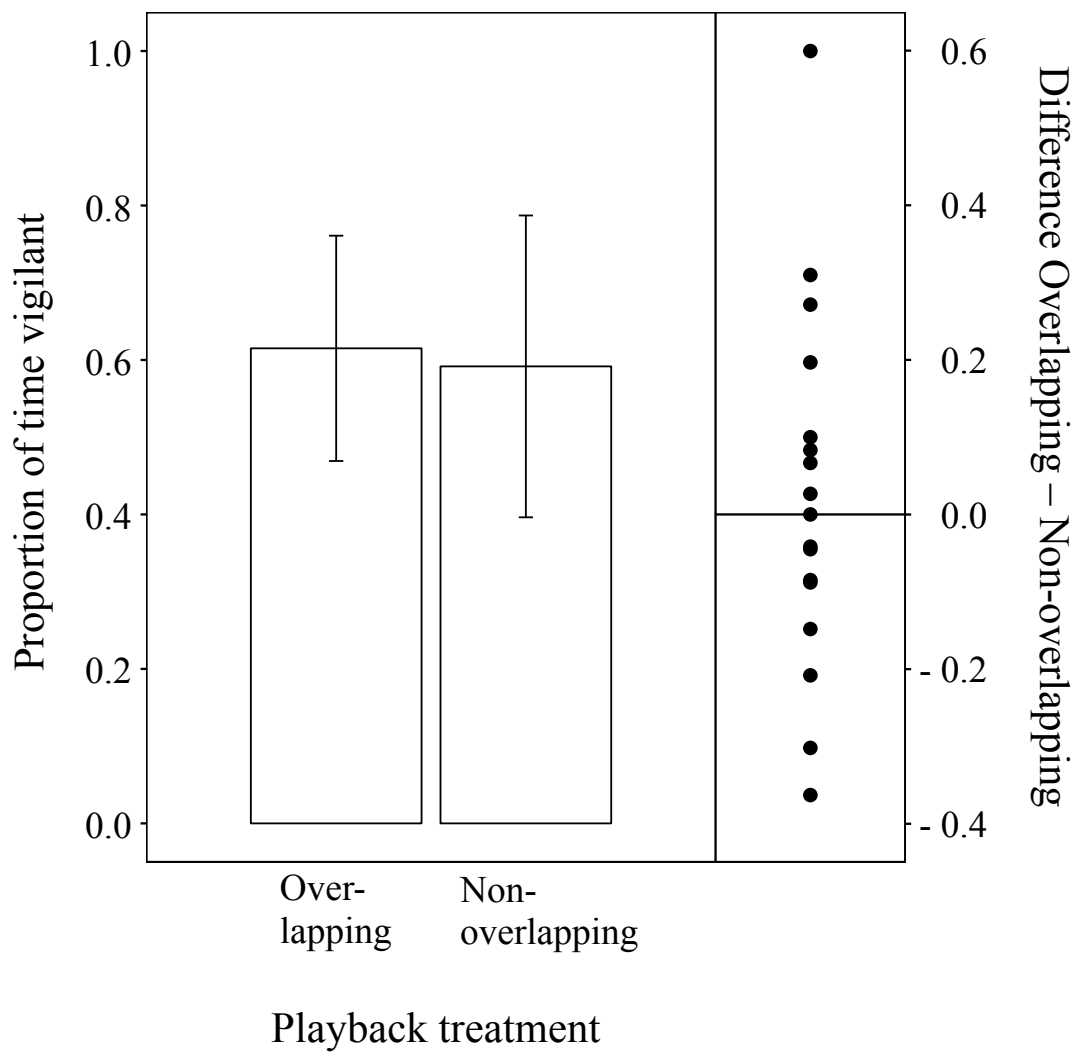 Proportion of time vigilant
1.0
0.8
0.6
0.4
0.2
0.0
0.6
0.4
0.2
0.0
- 0.2
- 0.4
Difference Overlapping – Non-overlapping
Over-
lapping
Non-
overlapping
Playback treatment